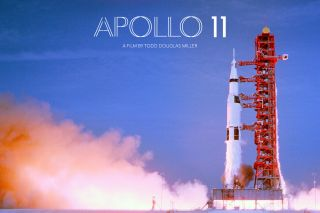 APOLLO 11
A FILM BY TODD DOUGLAS MILLER